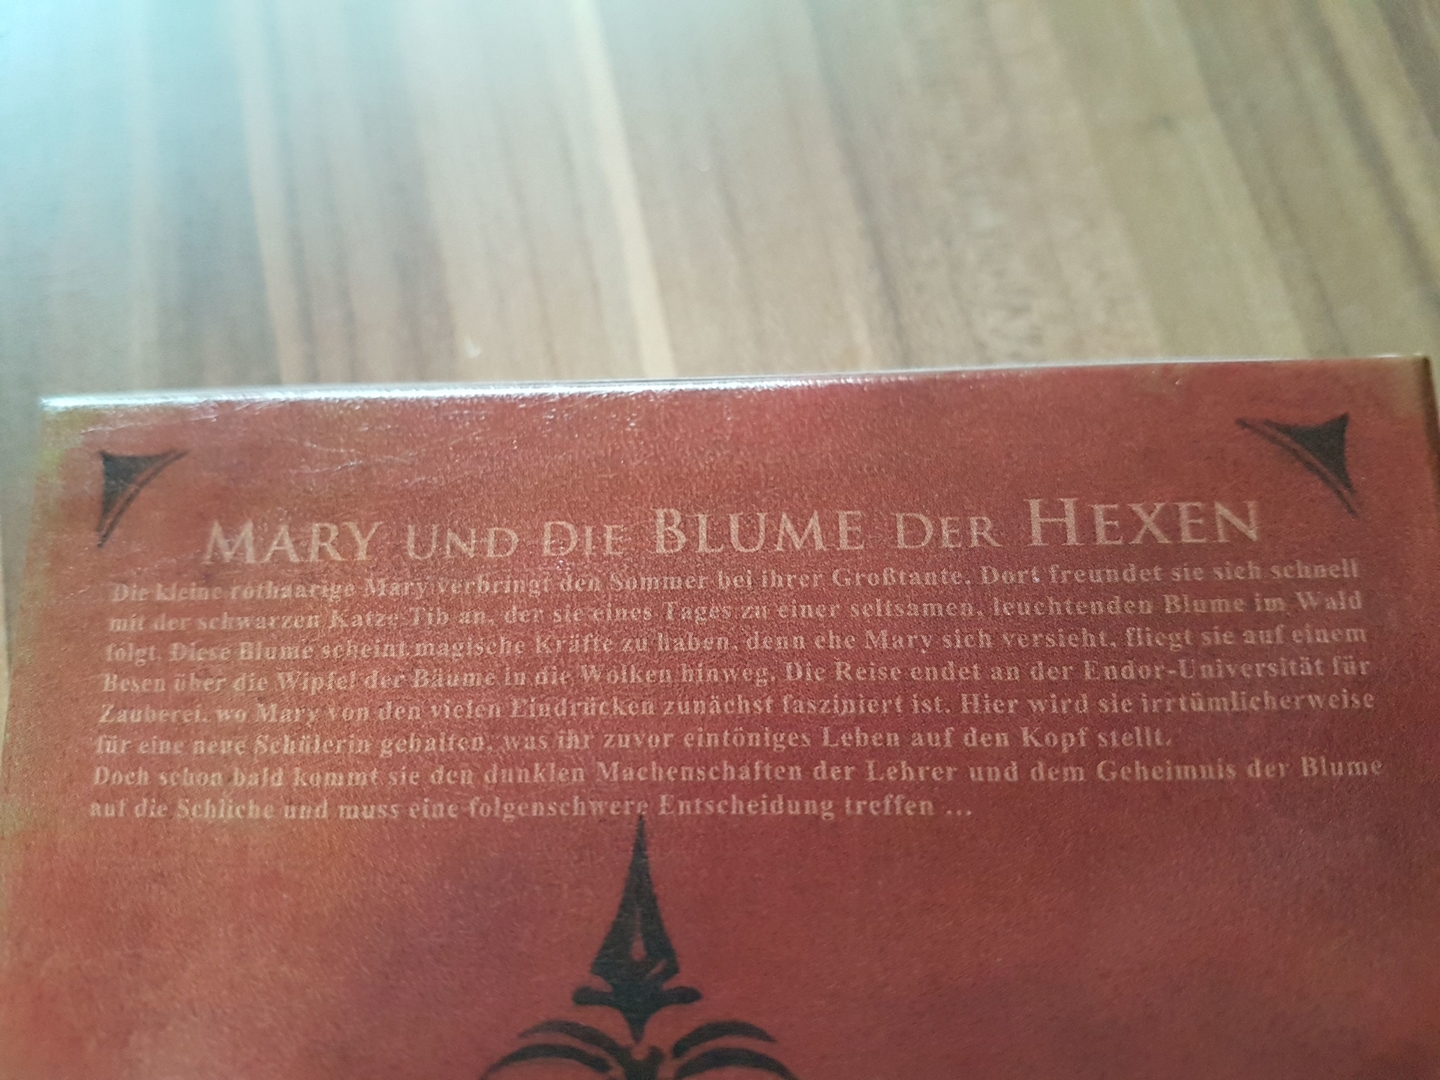 MARY UND DIE BLUME DER HEXEN
Die kleine rothaarige Mary verbringt den Sommer bei ihrer Großtante. Dort freundet sie sich schnell
mit der schwarzen Katze Tib an, der sie eines Tages zu einer seltsamen, leuchtenden Blume im Wald
folgt. Diese Blume scheint magische Kräfte zu haben, denn ehe Mary sich versieht, fliegt sie auf einem
Besen über die Wipfel der Bäume in die Wolken hinweg. Die Reise endet an der Endor-Universität für
Zauberei, wo Mary von den vielen Eindrücken zunächst fasziniert ist. Hier wird sie irrtümlicherweise
für eine neue Schülerin gehalten, was ihr zuvor eintöniges Leben auf den Kopf stellt.
Doch schon bald kommt sie den dunklen Machenschaften der Lehrer und dem Geheimnis der Blume
auf die Schliche und muss eine folgenschwere Entscheidung treffen ...